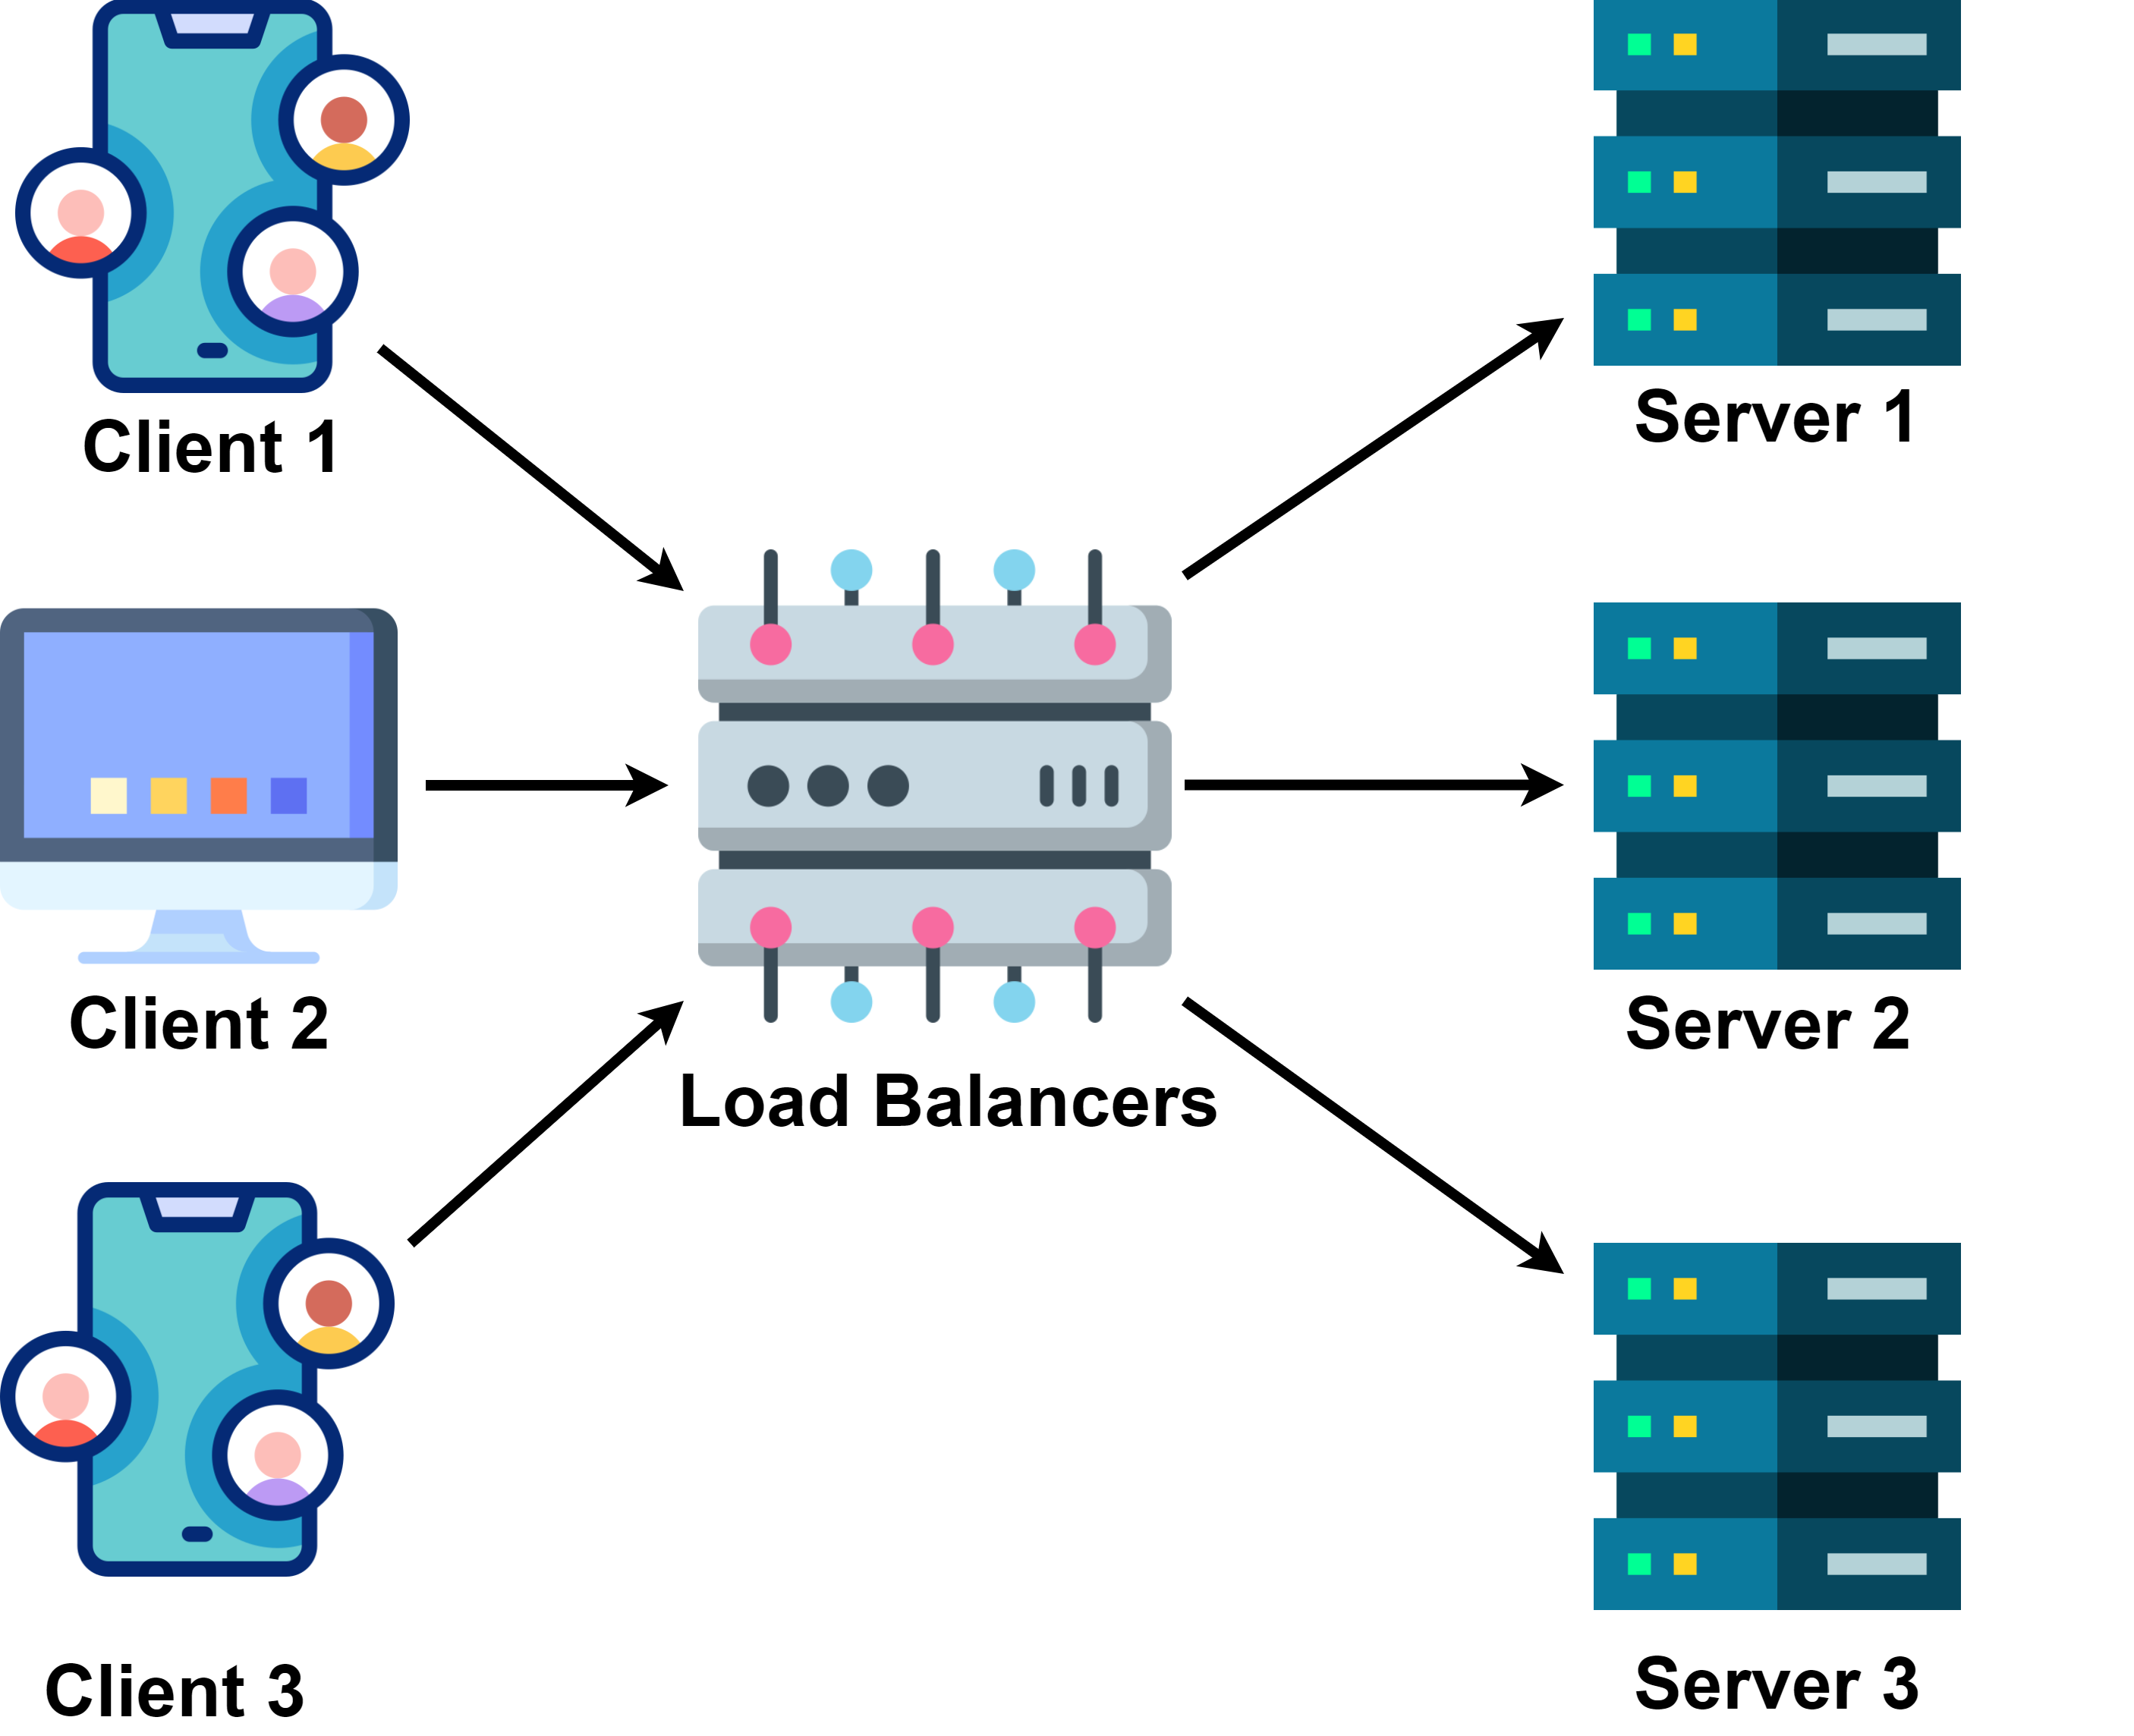 Client 1
Server 1
Client 2
Server 2
Load Balancers
Client 3
Server 3